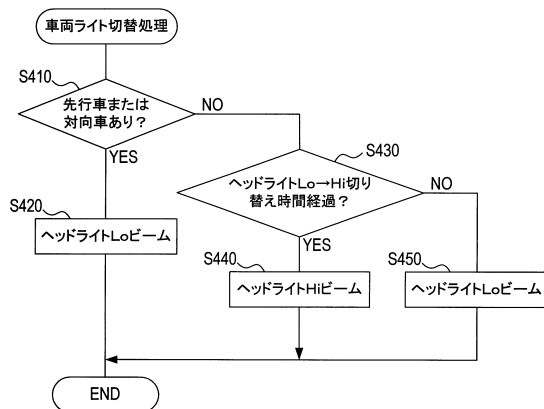 車両ライト切替処理
S410
先行車または
対向車あり?
NO
YES
S430
ヘッドライトLo→Hi切り
替え時間経過?
NO
YES
S420
ヘッドライトLoビーム
S440
ヘッドライトHiビーム
S450
ヘッドライトLoビーム
END